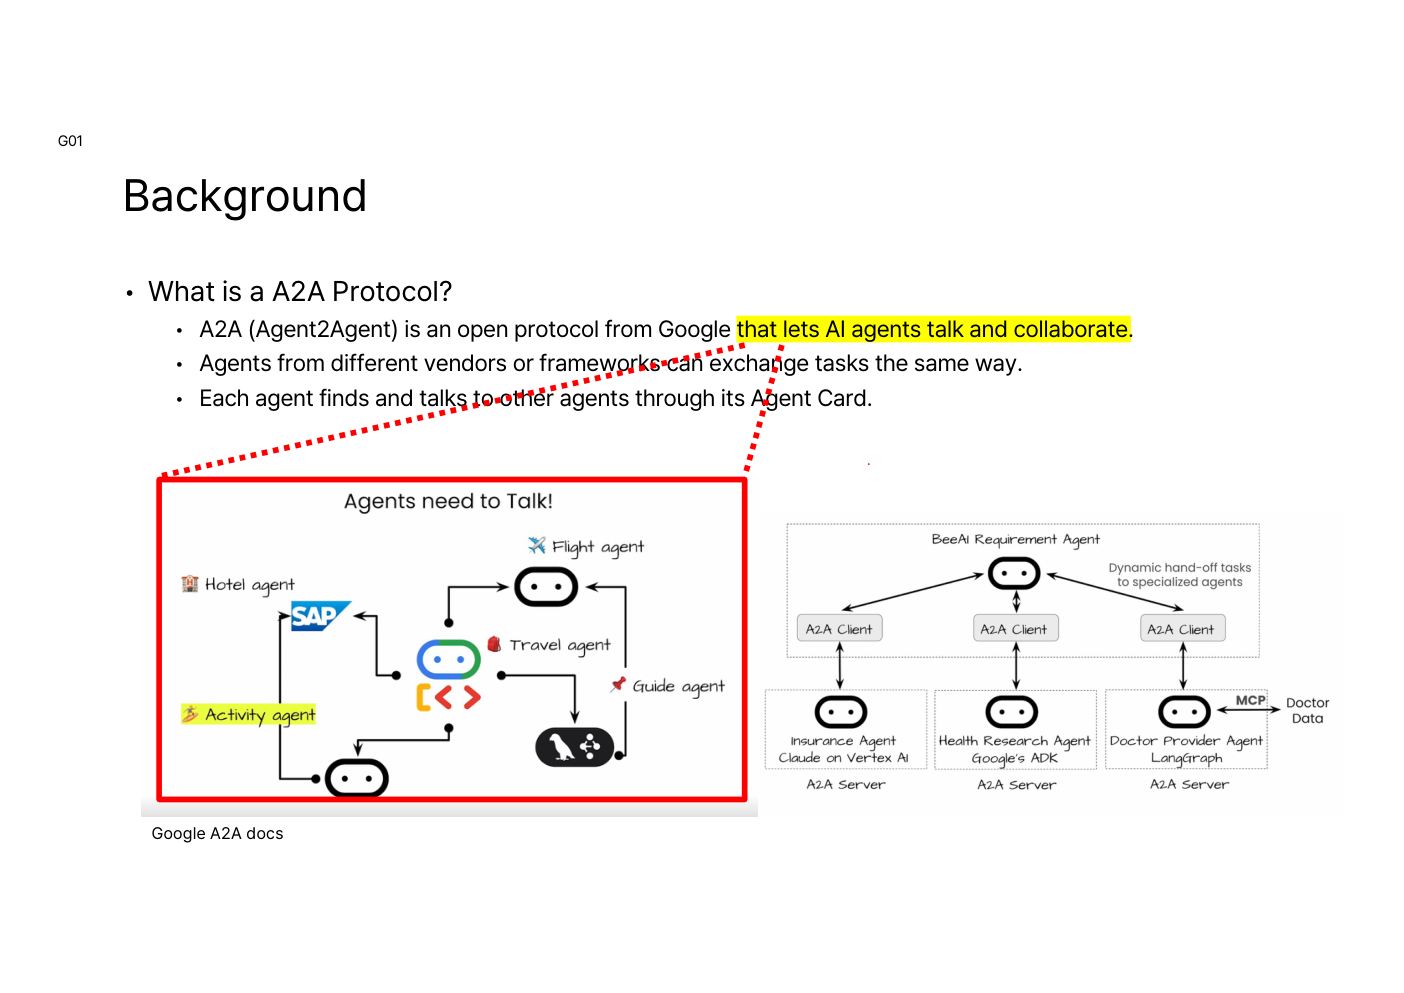 G01
Background
• What is a A2A Protocol?
• A2A (Agent2Agent) is an open protocol from Google that lets AI agents talk and collaborate.
• Agents from different vendors or frameworks can exchange tasks the same way.
• Each agent finds and talks to other agents through its Agent Card.
Agents need to Talk!
Flight agent
Hotel agent
SAP
Travel agent
Guide agent
Activity agent
Google A2A docs
BeeAI Requirement Agent
Dynamic hand-off tasks
to specialized agents
A2A Client
A2A Client
A2A Client
MCP
Doctor
Data
Insurance Agent
Claude on Vertex AI
Health Research Agent
Google's ADK
Doctor Provider Agent
LangGraph
A2A Server
A2A Server
A2A Server